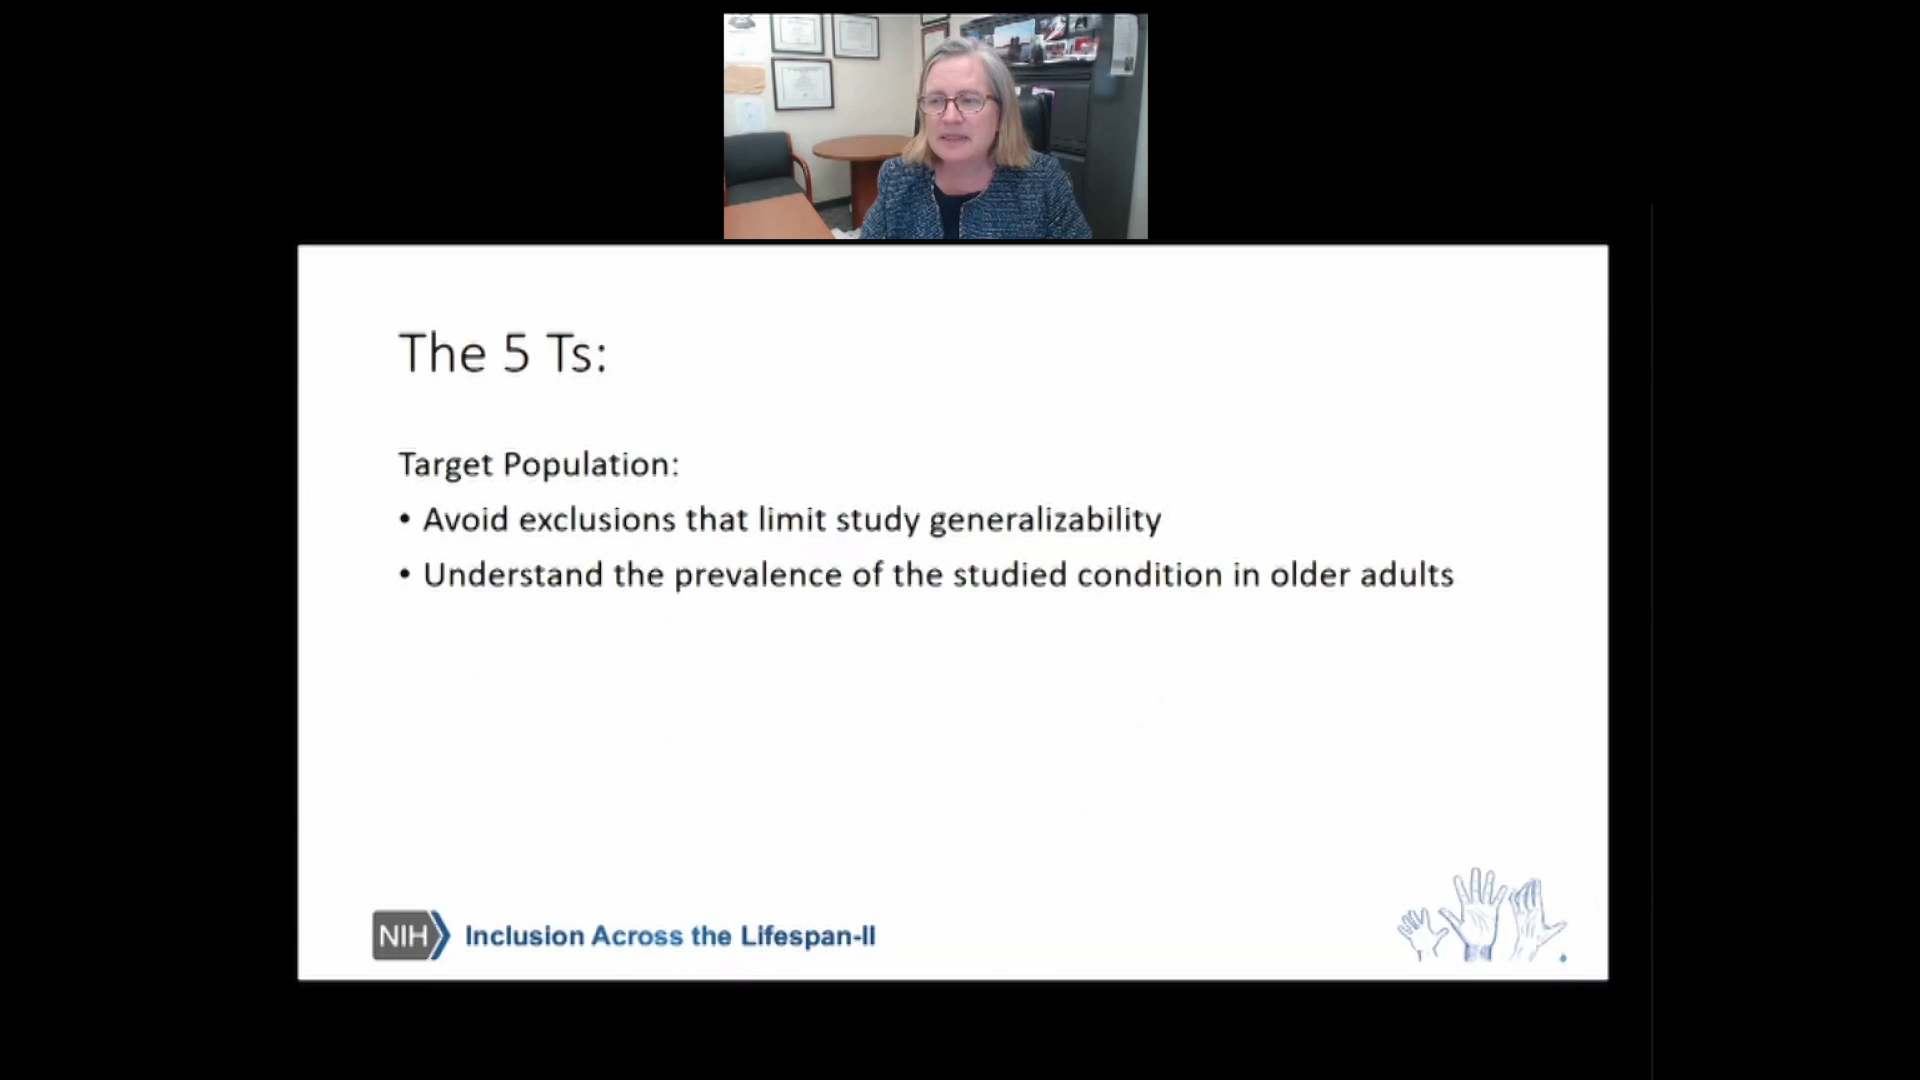 The 5 Ts:
Target Population:
• Avoid exclusions that limit study generalizability
• Understand the prevalence of the studied condition in older adults
NIH Inclusion Across the Lifespan-II